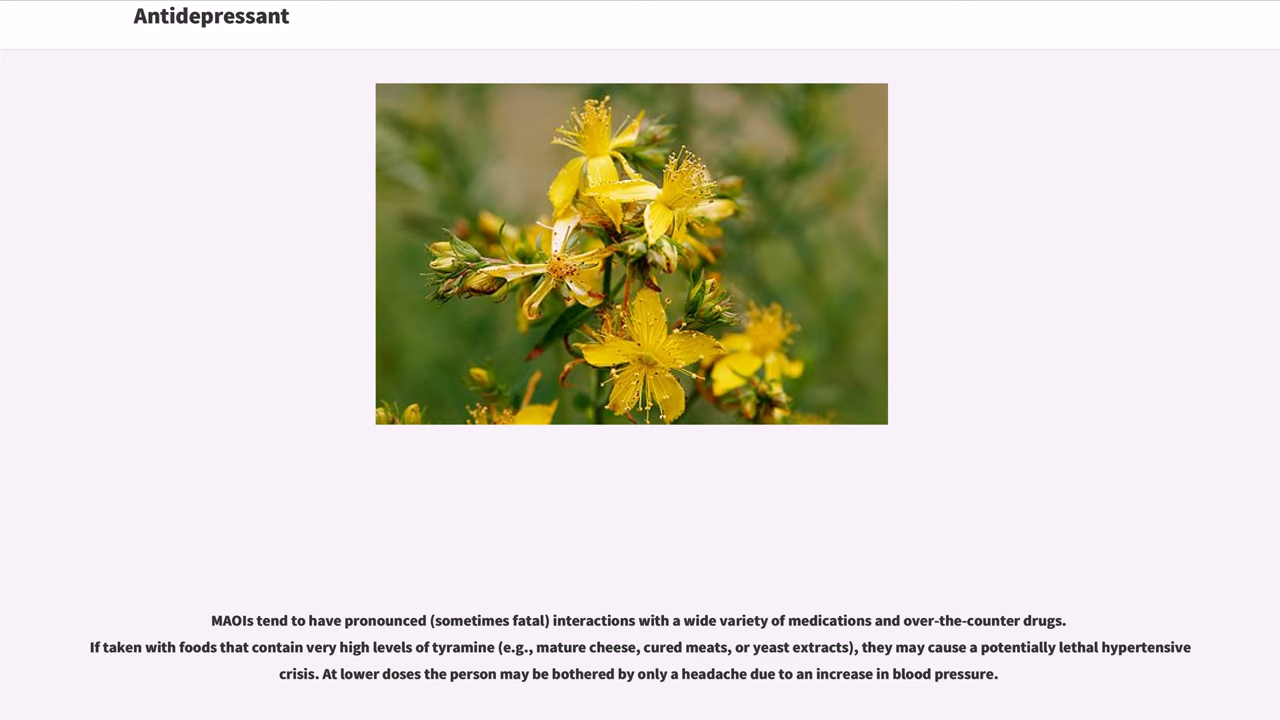 Antidepressant
MAOIs tend to have pronounced (sometimes fatal) interactions with a wide variety of medications and over-the-counter drugs.
If taken with foods that contain very high levels of tyramine (e.g., mature cheese, cured meats, or yeast extracts), they may cause a potentially lethal hypertensive
crisis. At lower doses the person may be bothered by only a headache due to an increase in blood pressure.